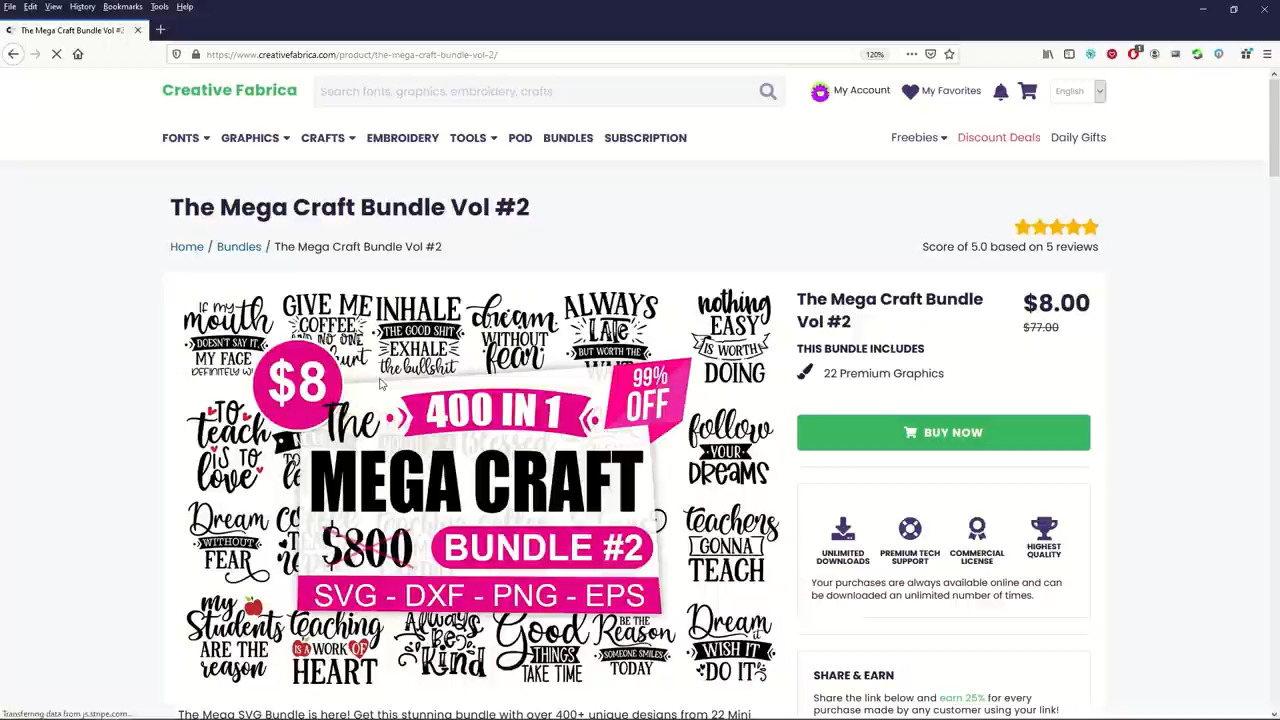 File Edit View History Bookmarks Tools Help
The Mega Craft Bundle Vol #2
https://www.creativefabrica.com/product/the-mega-craft-bundle-vol-2/
120%
Creative Fabrica
Search fonts, graphics, embroidery, crafts
My Account
My Favorites
English
FONTS GRAPHICS CRAFTS EMBROIDERY TOOLS POD BUNDLES SUBSCRIPTION
Freebies Discount Deals Daily Gifts
The Mega Craft Bundle Vol #2
Home / Bundles / The Mega Craft Bundle Vol #2
Score of 5.0 based on 5 reviews
IF my
mouth
DOESN'T SAY IT,
MY FACE
DEFINITELY
GIVE ME
COFFEE
AND NO ONE
hurt
INHALE
THE GOOD SHIT
EXHALE
the bullshit
dream
WITHOUT
fear
ALWAYS
LATE
BUT WORTH THE
nothing
EASY
IS WORTH
DOING
$8
The
400 IN 1
99%
OFF
MEGA CRAFT
$800
BUNDLE #2
SVG - DXF - PNG - EPS
TO
teach
IS TO
love
follow
YOUR
DReaMS
Dream
WITHOUT
FEAR
teachers
GONNA
TEACH
my
Students
ARE THE
reason
teaching
IS A WORK OF
HEART
Always
Be
Kind
Good
THINGS
TAKE TIME
BE THE
Reason
SOMEONE SMILES
TODAY
Dream it
WISH IT
DO IT
The Mega Craft Bundle
Vol #2
$8.00
$77.00
THIS BUNDLE INCLUDES
22 Premium Graphics
BUY NOW
UNLIMITED
DOWNLOADS
PREMIUM TECH
SUPPORT
COMMERCIAL
LICENSE
HIGHEST
QUALITY
Your purchases are always available online and can
be downloaded an unlimited number of times.
SHARE & EARN
Share the link below and earn 25% for every
purchase made by any customer using your link!
The Mega SVG Bundle is here! Get this stunning bundle with over 400+ unique designs from 22 Mini
Transferring data from js.stripe.com...